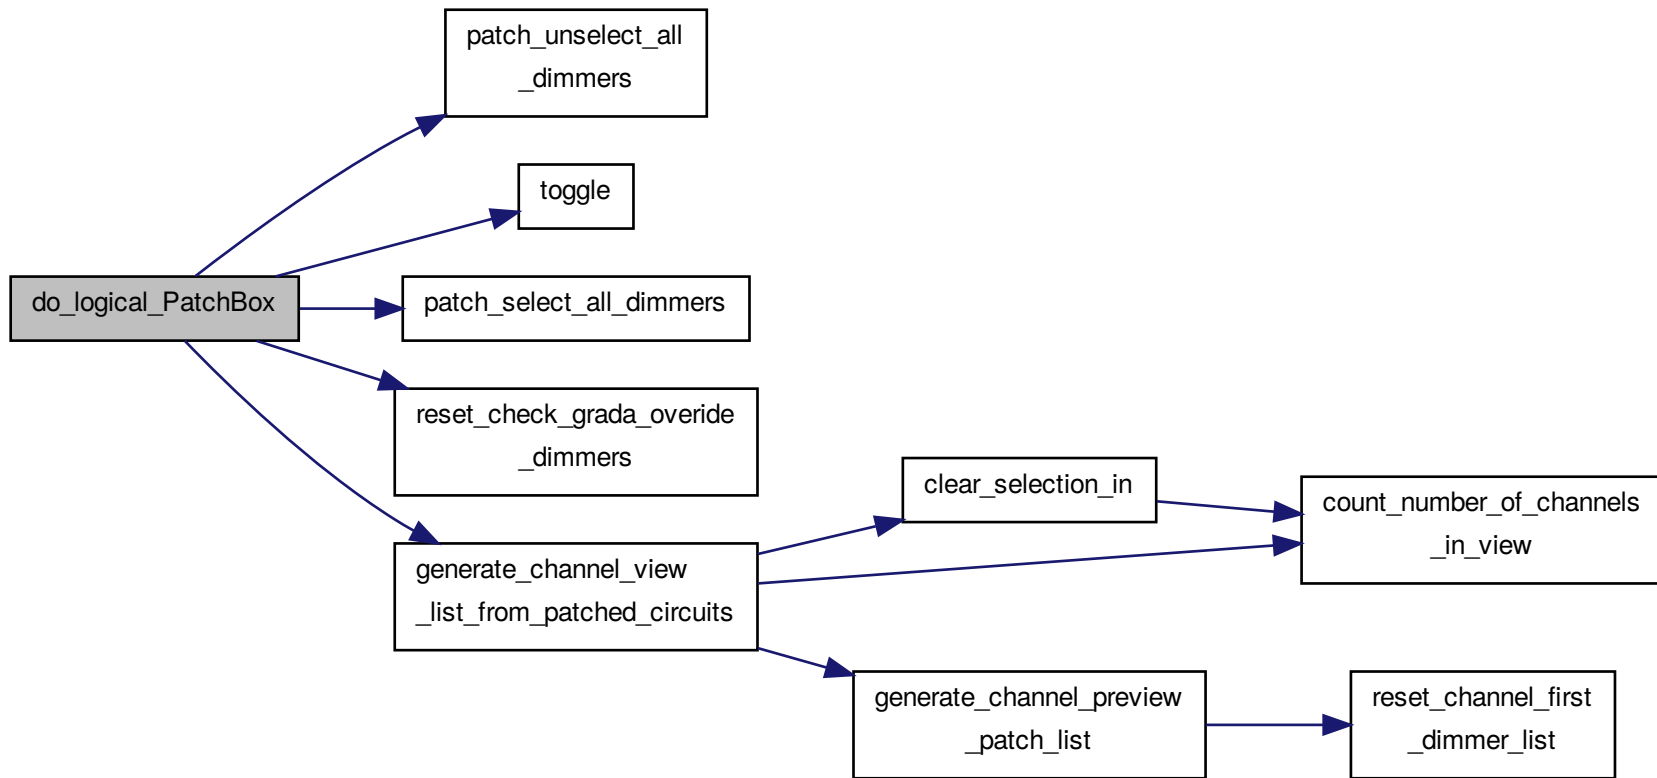 patch_unselect_all
_dimmers
toggle
do_logical_PatchBox
patch_select_all_dimmers
reset_check_grada_overide
_dimmers
clear_selection_in
count_number_of_channels
_in_view
generate_channel_view
_list_from_patched_circuits
generate_channel_preview
_patch_list
reset_channel_first
_dimmer_list